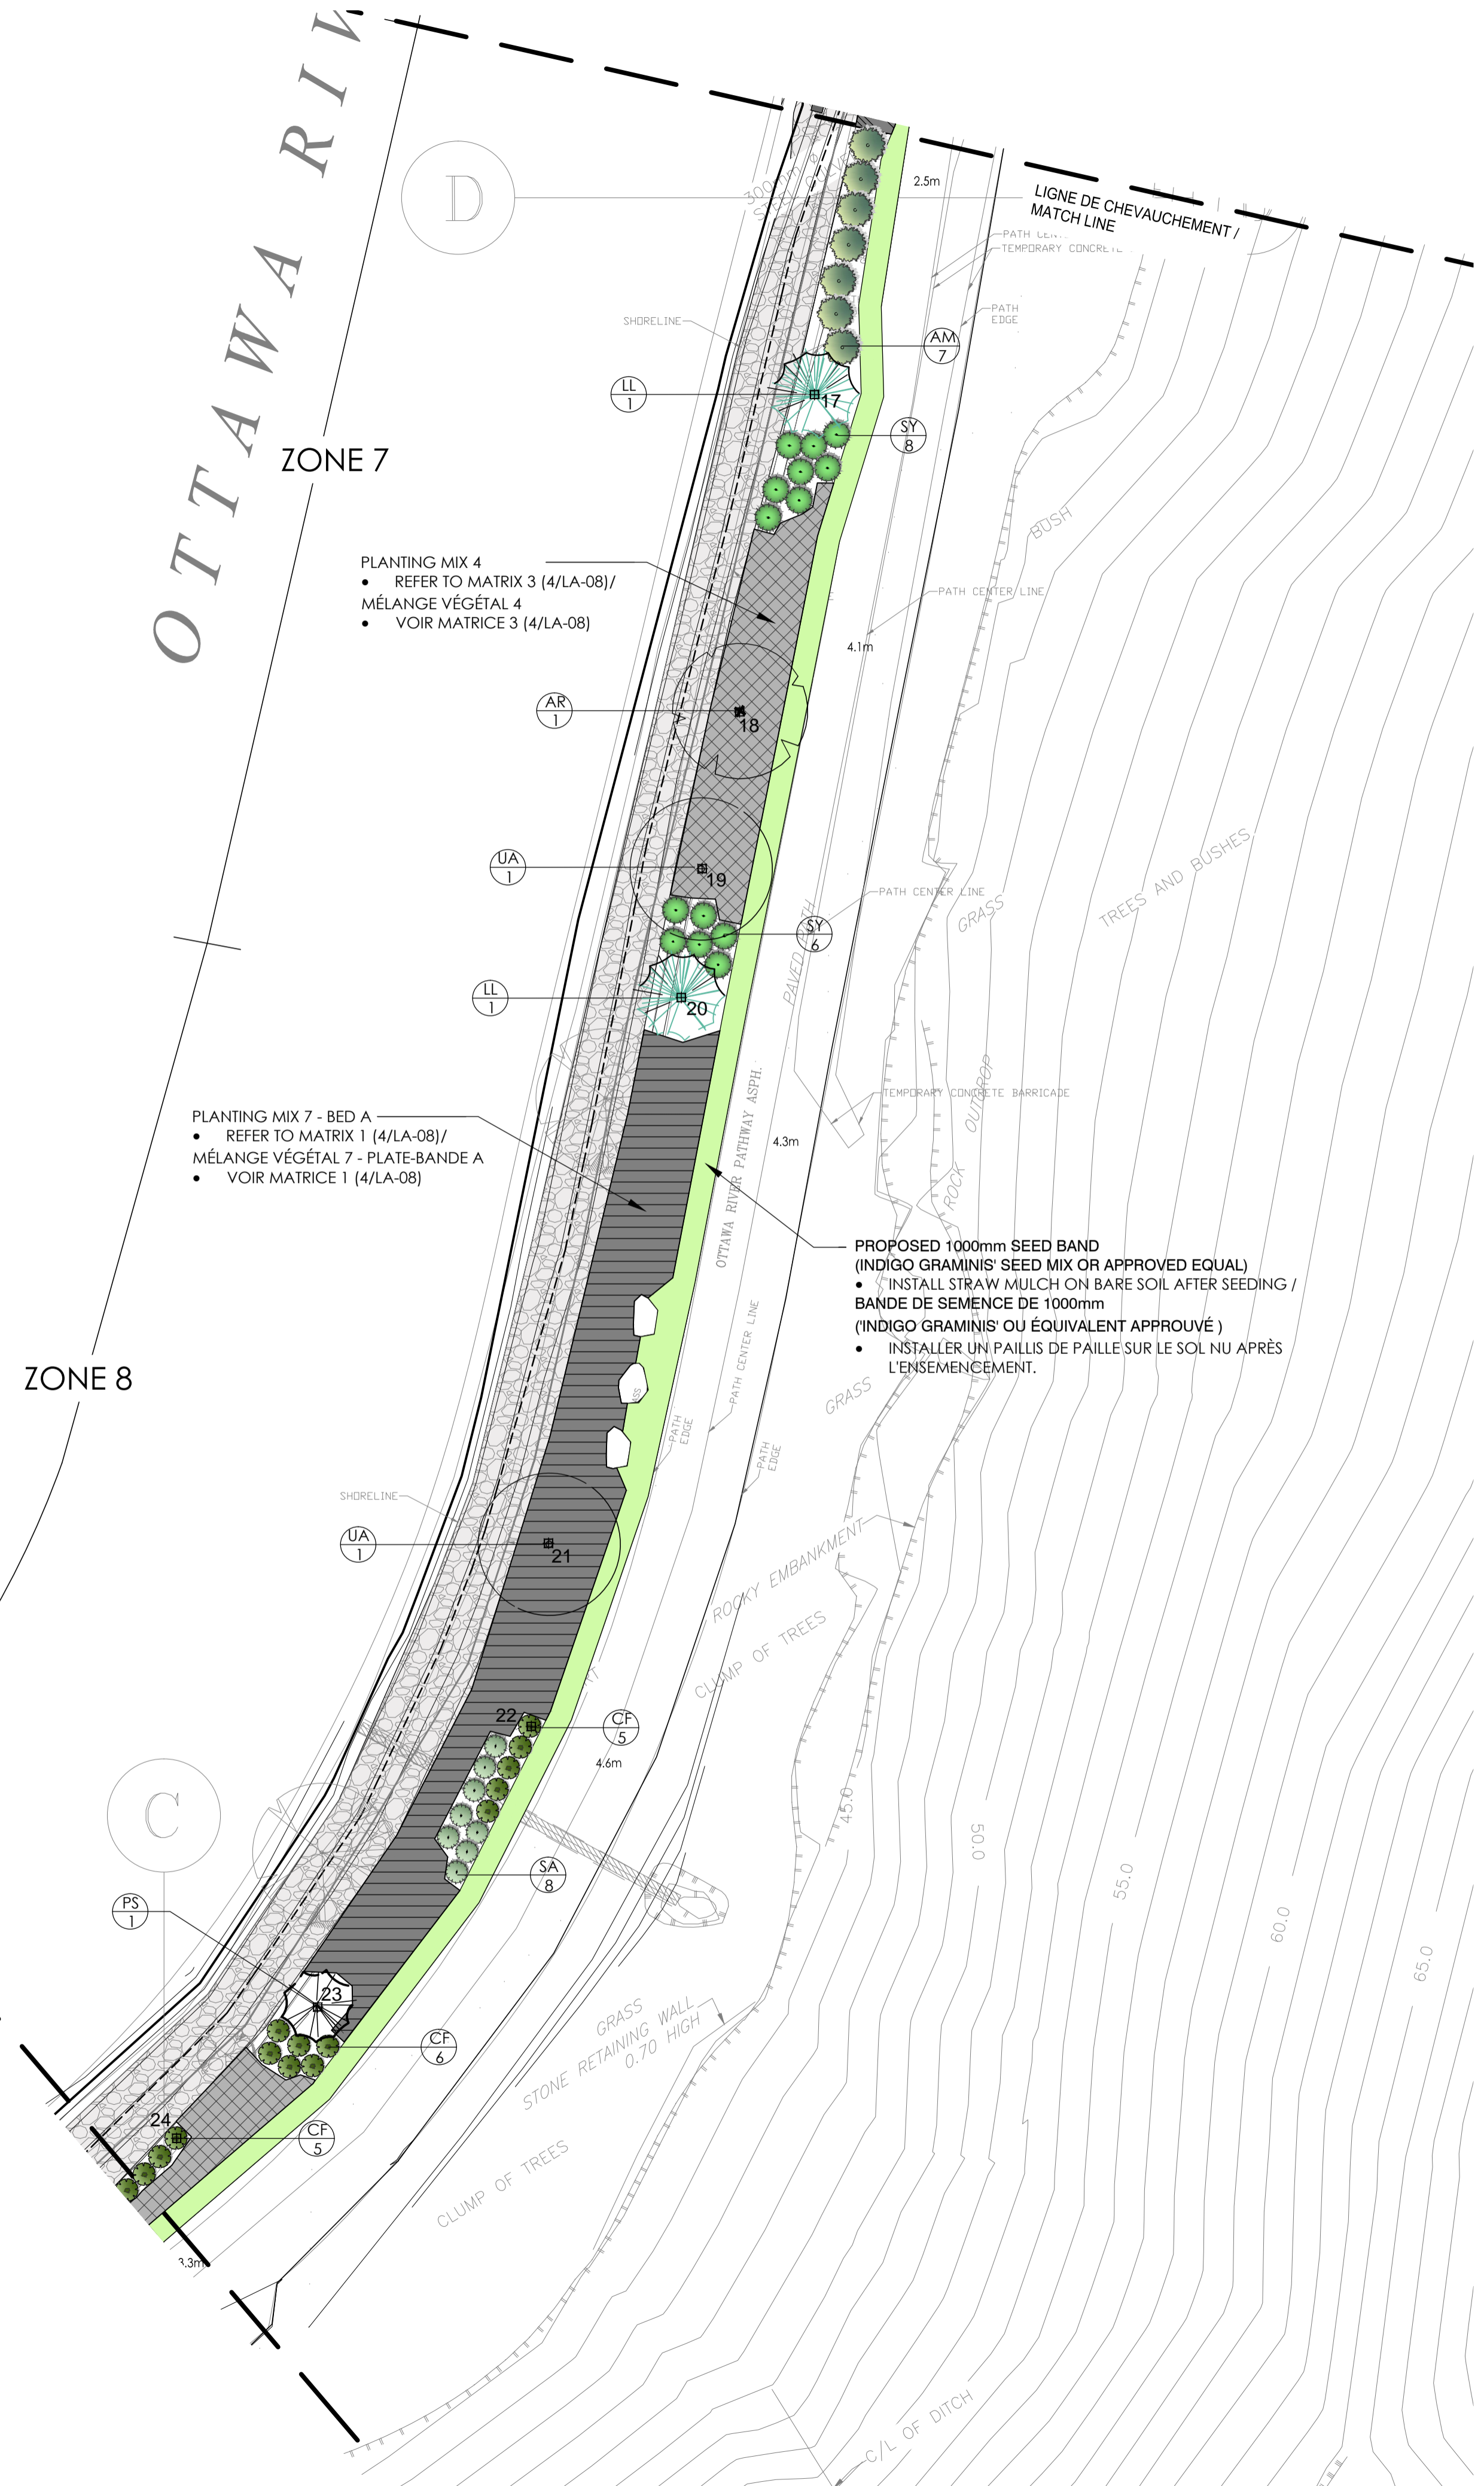 OTTAWA RIV
D
300mm
2.5m
LIGNE DE CHEVAUCHEMENT /
MATCH LINE
TEMPORARY CONCRETE
SHORELINE
PATH
EDGE
AM
7
LL
1
17
SY
8
ZONE 7
BUSH
PLANTING MIX 4
• REFER TO MATRIX 3 (4/LA-08)/
MÉLANGE VÉGÉTAL 4
• VOIR MATRICE 3 (4/LA-08)
PATH CENTER LINE
4.1m
AR
1
18
TREES AND BUSHES
UA
1
19
PATH CENTER LINE
GRASS
SY
6
PAVED PATH
LL
1
20
OTTAWA RIVER PATHWAY ASPH.
TEMPORARY CONCRETE BARRICADE
ROCK OUTCROP
PLANTING MIX 7 - BED A
• REFER TO MATRIX 1 (4/LA-08)/
MÉLANGE VÉGÉTAL 7 - PLATE-BANDE A
• VOIR MATRICE 1 (4/LA-08)
4.3m
PROPOSED 1000mm SEED BAND
(INDIGO GRAMINIS' SEED MIX OR APPROVED EQUAL)
• INSTALL STRAW MULCH ON BARE SOIL AFTER SEEDING /
BANDE DE SEMENCE DE 1000mm
('INDIGO GRAMINIS' OU ÉQUIVALENT APPROUVÉ )
• INSTALLER UN PAILLIS DE PAILLE SUR LE SOL NU APRÈS
L'ENSEMENCEMENT.
ZONE 8
PATH CENTER LINE
GRASS
PATH
EDGE
PATH
EDGE
SHORELINE
UA
1
21
ROCKY EMBANKMENT
CLUMP OF TREES
22
CF
5
4.6m
C
45.0
50.0
55.0
60.0
65.0
SA
8
PS
1
23
GRASS
STONE RETAINING WALL
0.70 HIGH
CF
6
24
CF
5
CLUMP OF TREES
3.3m
C/L OF DITCH